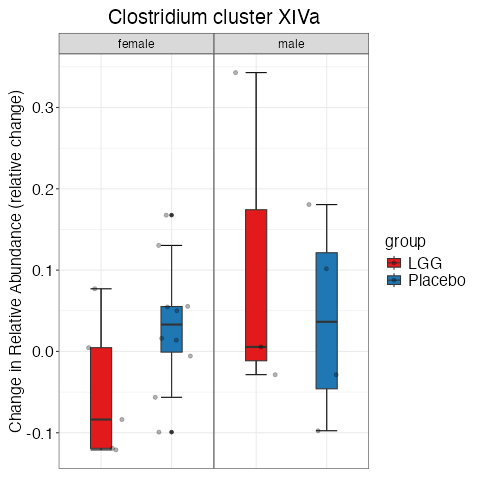 Clostridium cluster XIVa
female
male
Change in Relative Abundance (relative change)
0.3
0.2
0.1
0.0
-0.1
group
LGG
Placebo